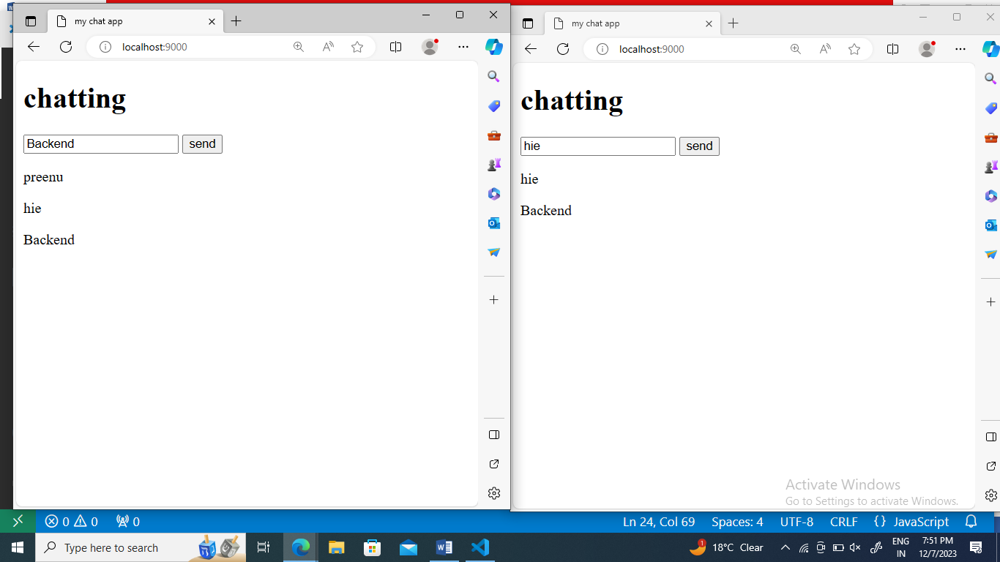 my chat app
localhost:9000
chatting
Backend
send
preenu
hie
Backend
my chat app
localhost:9000
chatting
hie
send
hie
Backend
Activate Windows
Go to Settings to activate Windows.
0 0 0
Ln 24, Col 69 Spaces: 4 UTF-8 CRLF {} JavaScript
Type here to search
1
18°C Clear
ENG
IN
7:51 PM
12/7/2023